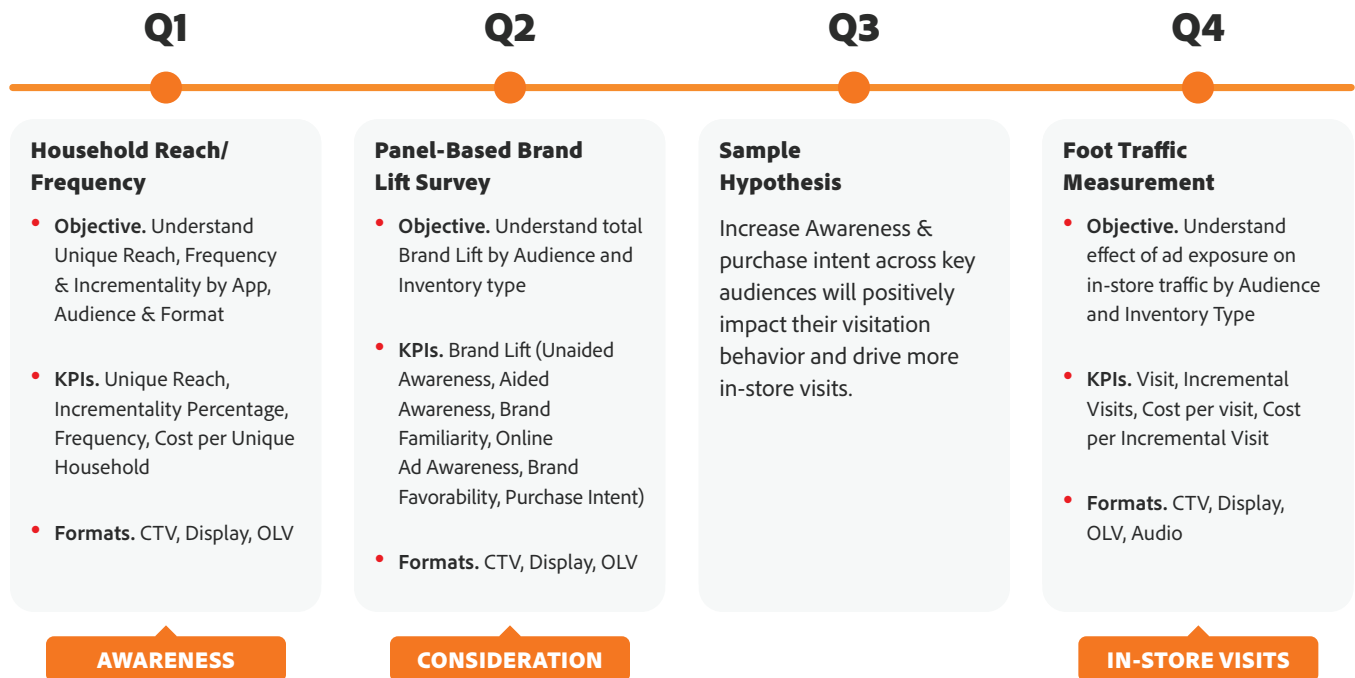 Q1
Household Reach/
Frequency
• Objective. Understand
Unique Reach, Frequency
& Incrementality by App,
Audience & Format
• KPIs. Unique Reach,
Incrementality Percentage,
Frequency, Cost per Unique
Household
• Formats. CTV, Display, OLV
AWARENESS
Q2
Panel-Based Brand
Lift Survey
• Objective. Understand total
Brand Lift by Audience and
Inventory type
• KPIs. Brand Lift (Unaided
Awareness, Aided
Awareness, Brand
Familiarity, Online
Ad Awareness, Brand
Favorability, Purchase Intent)
• Formats. CTV, Display, OLV
CONSIDERATION
Q3
Sample
Hypothesis
Increase Awareness &
purchase intent across key
audiences will positively
impact their visitation
behavior and drive more
in-store visits.
Q4
Foot Traffic
Measurement
• Objective. Understand
effect of ad exposure on
in-store traffic by Audience
and Inventory Type
• KPIs. Visit, Incremental
Visits, Cost per visit, Cost
per Incremental Visit
• Formats. CTV, Display,
OLV, Audio
IN-STORE VISITS